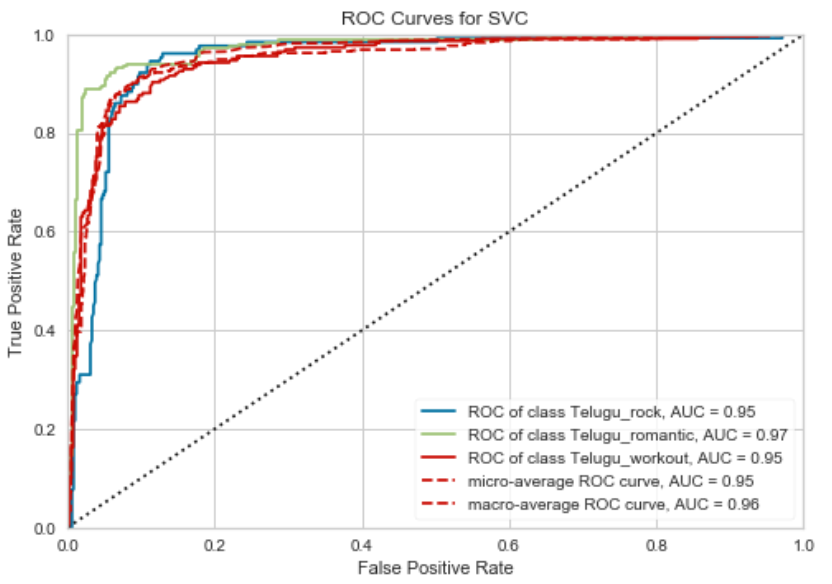 ROC Curves for SVC
1.0
0.8
0.6
0.4
0.2
0.0
True Positive Rate
ROC of class Telugu_rock, AUC = 0.95
ROC of class Telugu_romantic, AUC = 0.97
ROC of class Telugu_workout, AUC = 0.95
micro-average ROC curve, AUC = 0.95
macro-average ROC curve, AUC = 0.96
0.0 0.2 0.4 0.6 0.8 1.0
False Positive Rate